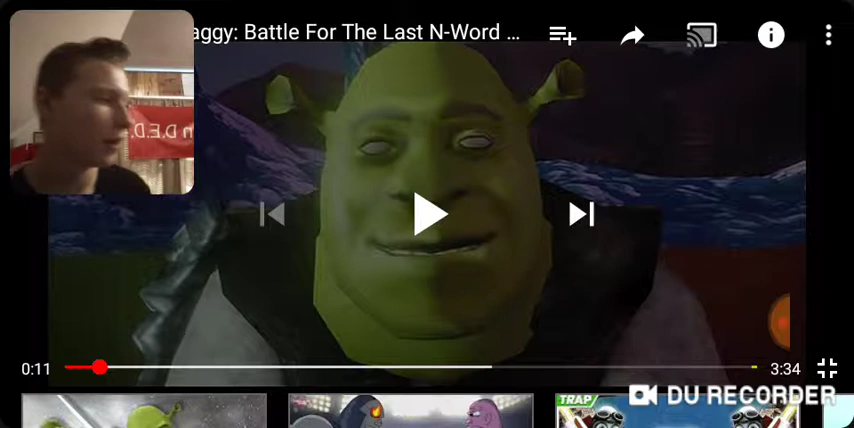 aggy: Battle For The Last N-Word ...
n D.E.D.
0:11
3:34
DU RECORDER
TRAP